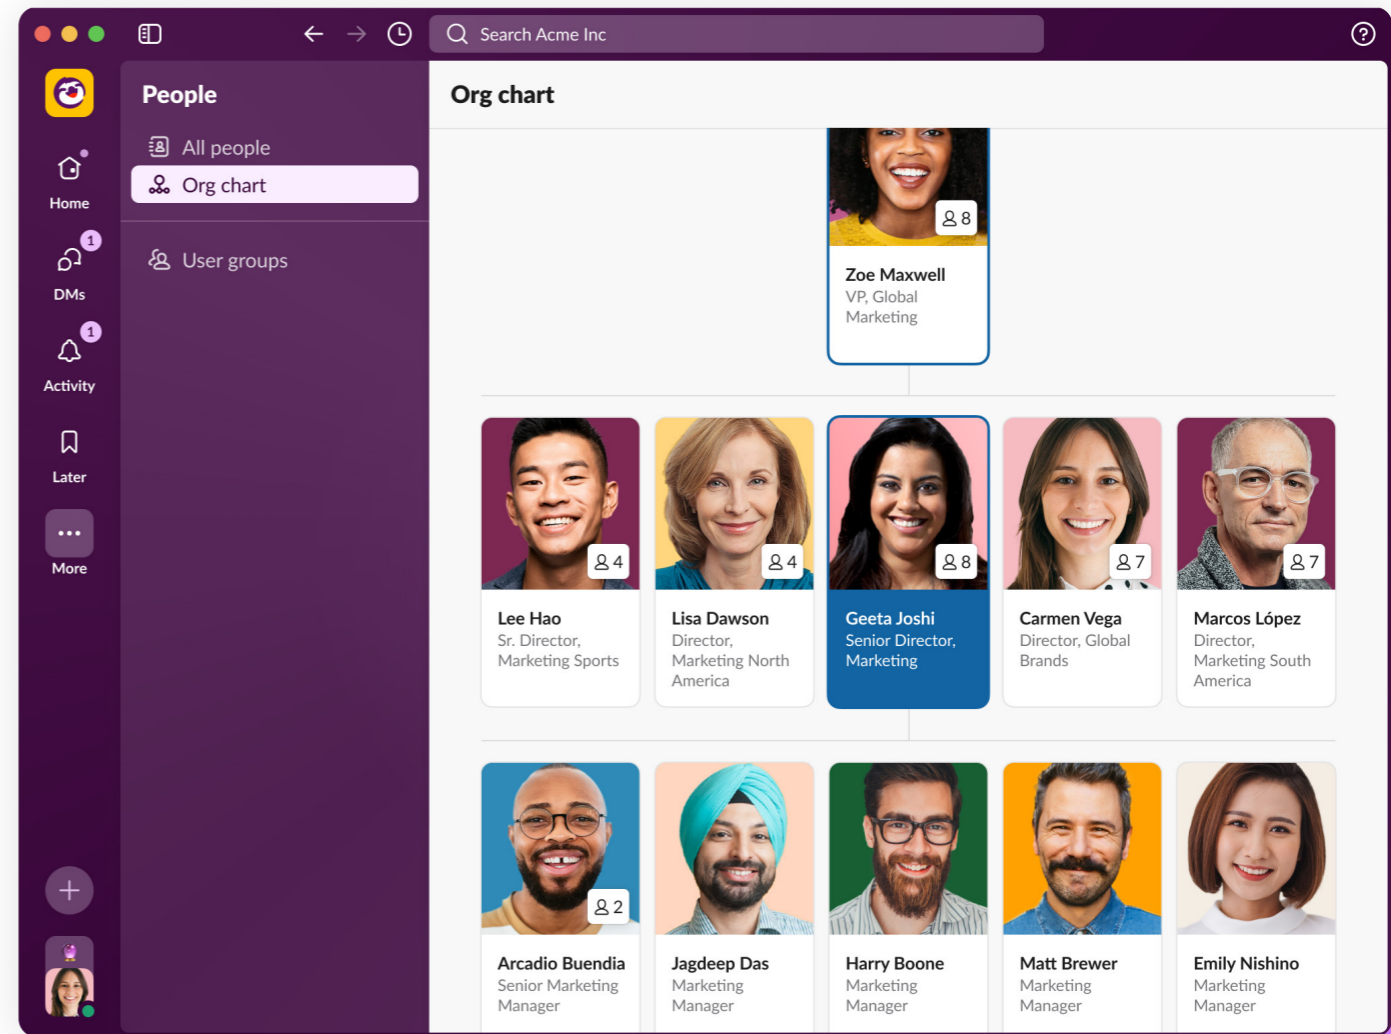 Search Acme Inc
People
Org chart
All people
Org chart
Home
1
User groups
DMs
1
Activity
Later
More
8
Zoe Maxwell
VP, Global
Marketing
4
4
8
7
7
Lee Hao
Sr. Director,
Marketing Sports
Lisa Dawson
Director,
Marketing North
America
Geeta Joshi
Senior Director,
Marketing
Carmen Vega
Director, Global
Brands
Marcos López
Director,
Marketing South
America
2
Arcadio Buendia
Senior Marketing
Manager
Jagdeep Das
Marketing
Manager
Harry Boone
Marketing
Manager
Matt Brewer
Marketing
Manager
Emily Nishino
Marketing
Manager